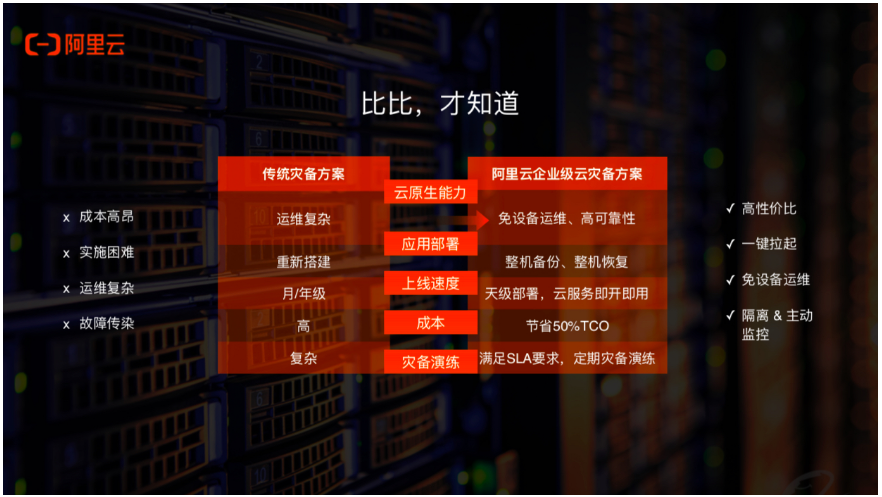 阿里云
比比，才知道
传统灾备方案
阿里云企业级云灾备方案
云原生能力
运维复杂
免设备运维、高可靠性
应用部署
重新搭建
整机备份、整机恢复
上线速度
月/年级
天级部署，云服务即开即用
成本
高
节省50%TCO
灾备演练
复杂
满足SLA要求，定期灾备演练
x 成本高昂
x 实施困难
x 运维复杂
x 故障传染
✓ 高性价比
✓ 一键拉起
✓ 免设备运维
✓ 隔离 & 主动
监控